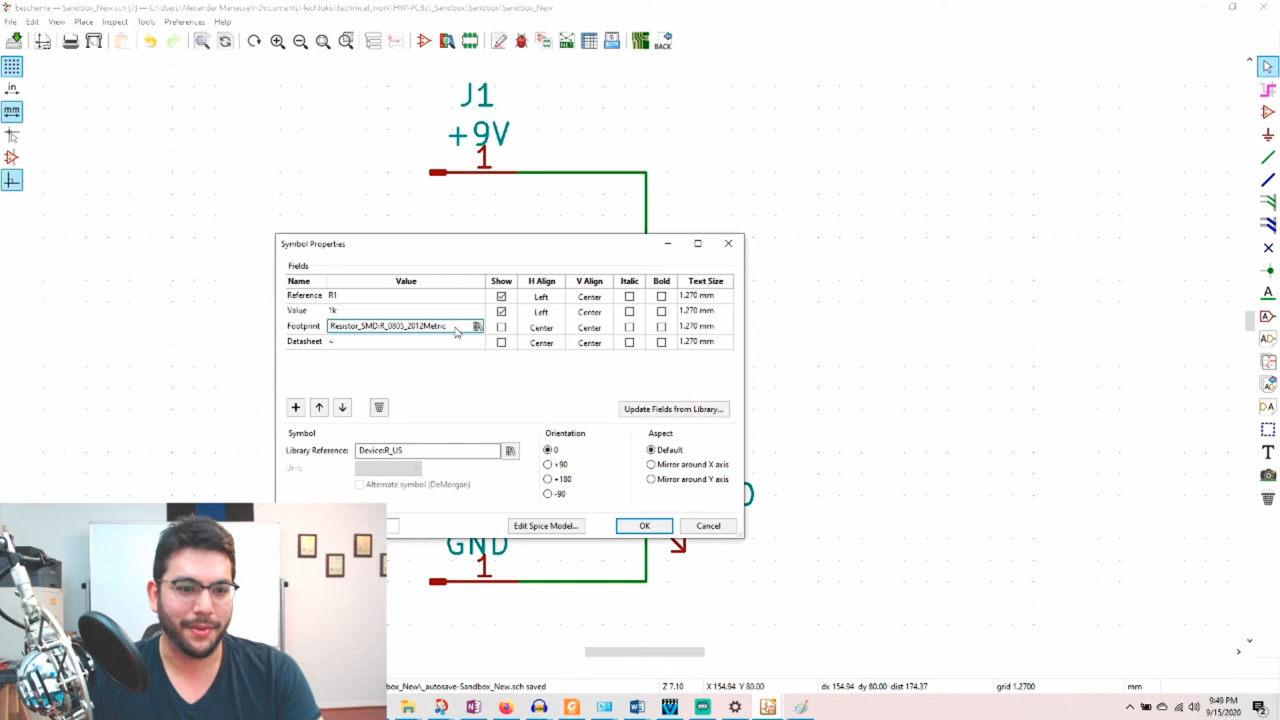 Eeschema — Sandbox_New.sch [/] — C:\Users\Alexander Manasseh\Documents\Techluko\technical_work\HW\PCBs\_Sandbox\Sandbox\Sandbox_New
File Edit View Place Inspect Tools Preferences Help
BACK
in
mm
J1
+9V
1
Symbol Properties
Fields
Name Value Show H Align V Align Italic Bold Text Size
Reference R1 Left Center 1.270 mm
Value 1k Left Center 1.270 mm
Footprint Resistor_SMD:R_0805_2012Metric Center Center 1.270 mm
Datasheet ~ Center Center 1.270 mm
Update Fields from Library...
Symbol Orientation Aspect
Library Reference: Device:R_US 0 Default
Unit: +90 Mirror around X axis
Alternate symbol (DeMorgan) +180 Mirror around Y axis
-90
Edit Spice Model... OK Cancel
D
GND
1
box_New\_autosave-Sandbox_New.sch saved Z 7.10 X 154.94 Y 80.00 dx 154.94 dy 80.00 dist 174.37 grid 1.2700 mm
9:49 PM
9/15/2020
2